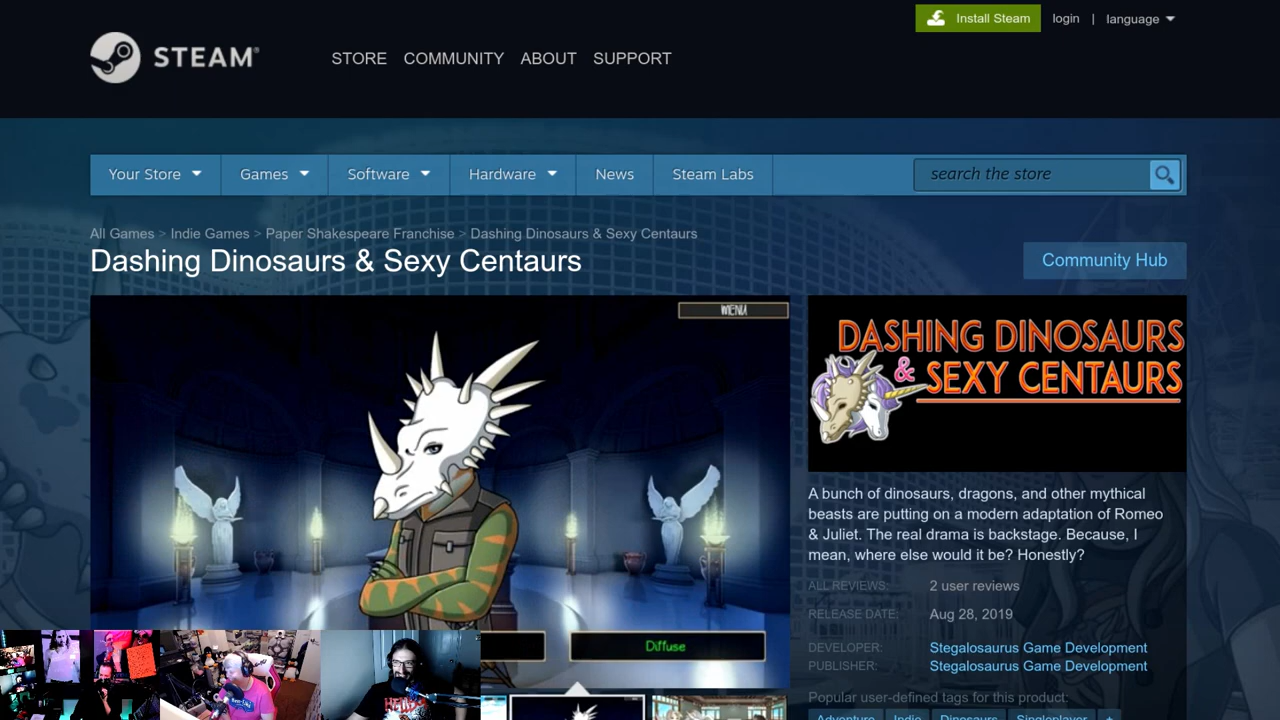 Install Steam
login
|
language
STEAM
STORE
COMMUNITY
ABOUT
SUPPORT
Your Store
Games
Software
Hardware
News
Steam Labs
search the store
All Games > Indie Games > Paper Shakespeare Franchise > Dashing Dinosaurs & Sexy Centaurs
Dashing Dinosaurs & Sexy Centaurs
Community Hub
MENU
DASHING DINOSAURS
& SEXY CENTAURS
A bunch of dinosaurs, dragons, and other mythical
beasts are putting on a modern adaptation of Romeo
& Juliet. The real drama is backstage. Because, I
mean, where else would it be? Honestly?
ALL REVIEWS: 2 user reviews
RELEASE DATE: Aug 28, 2019
DEVELOPER: Stegalosaurus Game Development
PUBLISHER: Stegalosaurus Game Development
Diffuse
Popular user-defined tags for this product:
Adventure
Indie
Dinosaurs
Singleplayer
+